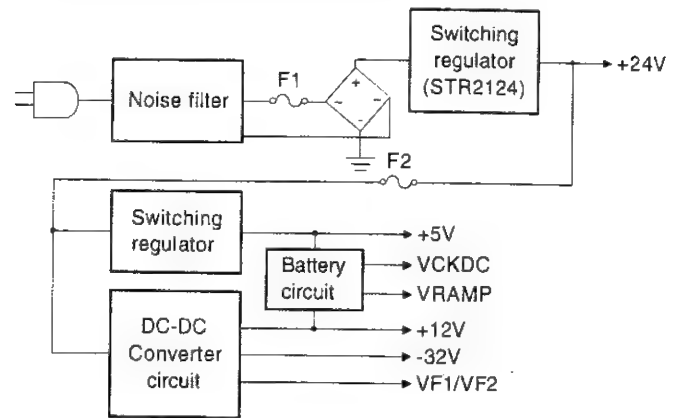 Switching
regulator
(STR2124)
+24V
F1
Noise filter
+
~
~
-
F2
Switching
regulator
+5V
Battery
circuit
VCKDC
VRAMP
DC-DC
Converter
circuit
+12V
-32V
VF1/VF2